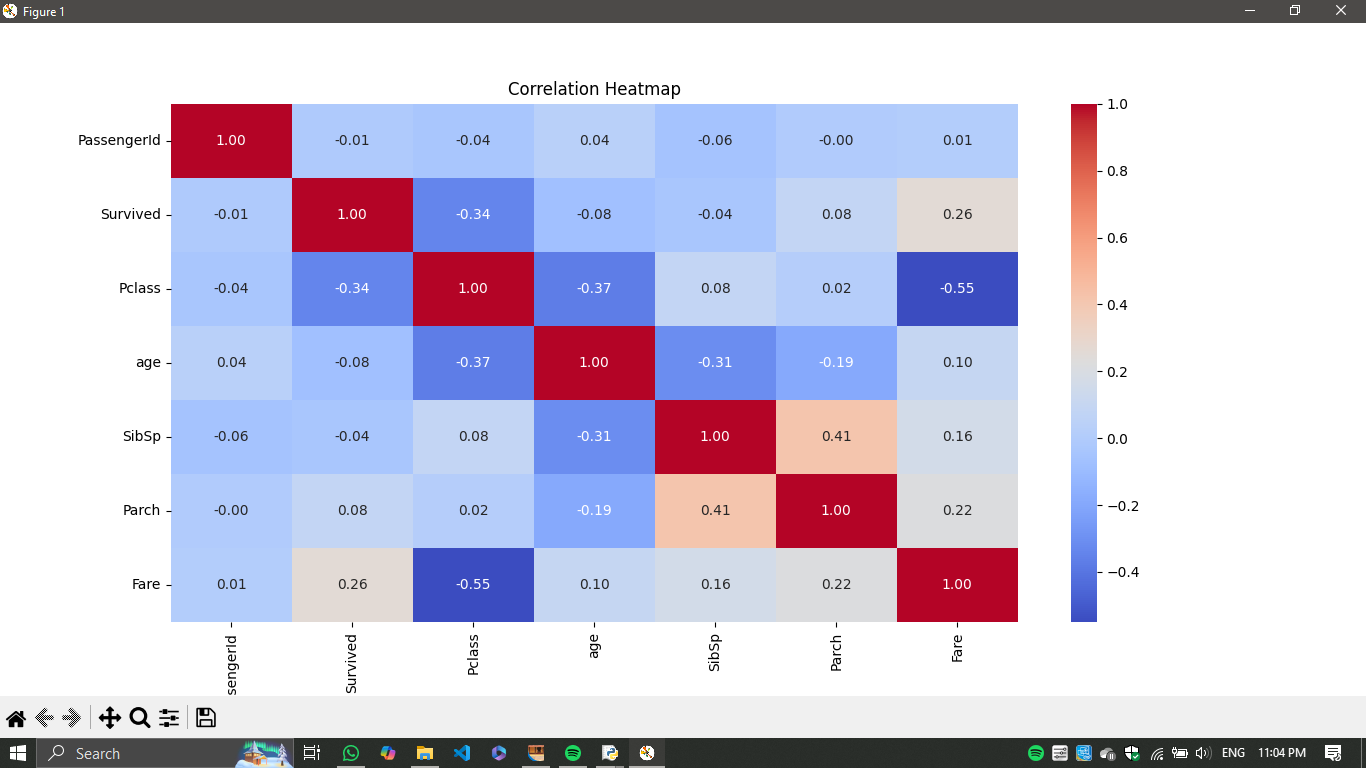 Figure 1
Correlation Heatmap
PassengerId 1.00 -0.01 -0.04 0.04 -0.06 -0.00 0.01
Survived -0.01 1.00 -0.34 -0.08 -0.04 0.08 0.26
Pclass -0.04 -0.34 1.00 -0.37 0.08 0.02 -0.55
age 0.04 -0.08 -0.37 1.00 -0.31 -0.19 0.10
SibSp -0.06 -0.04 0.08 -0.31 1.00 0.41 0.16
Parch -0.00 0.08 0.02 -0.19 0.41 1.00 0.22
Fare 0.01 0.26 -0.55 0.10 0.16 0.22 1.00
sengerId Survived Pclass age SibSp Parch Fare
1.0
0.8
0.6
0.4
0.2
0.0
−0.2
−0.4
Search
ENG 11:04 PM